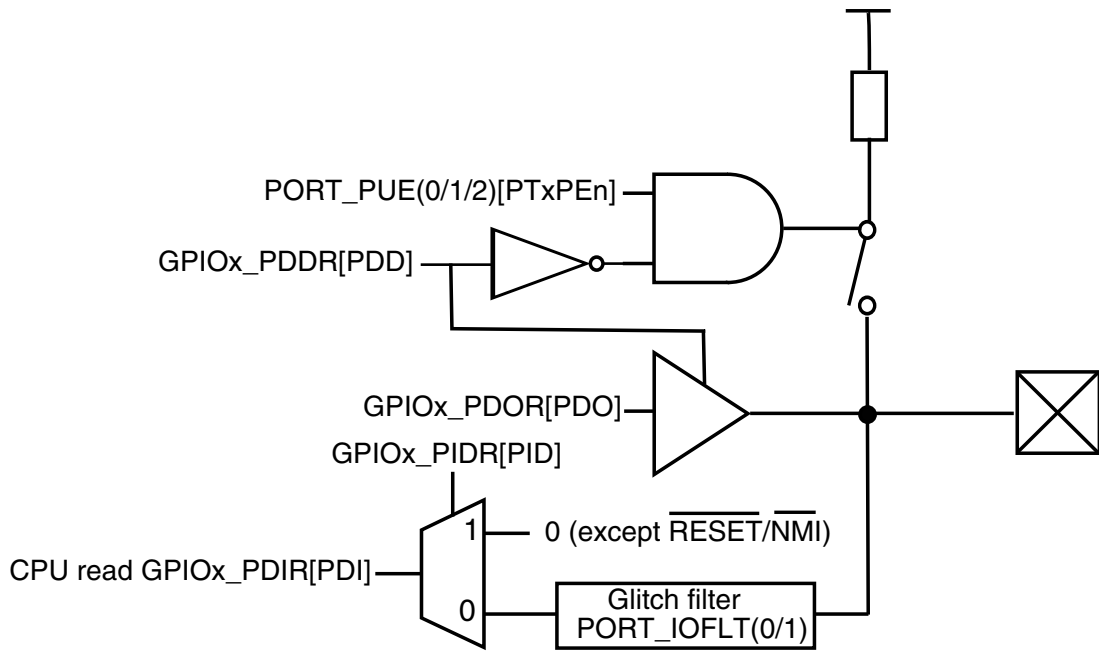 PORT_PUE(0/1/2)[PTxPEn]
GPIOx_PDDR[PDD]
GPIOx_PDOR[PDO]
GPIOx_PIDR[PID]
1
0 (except RESET/NMI)
CPU read GPIOx_PDIR[PDI]
0
Glitch filter
PORT_IOFLT(0/1)